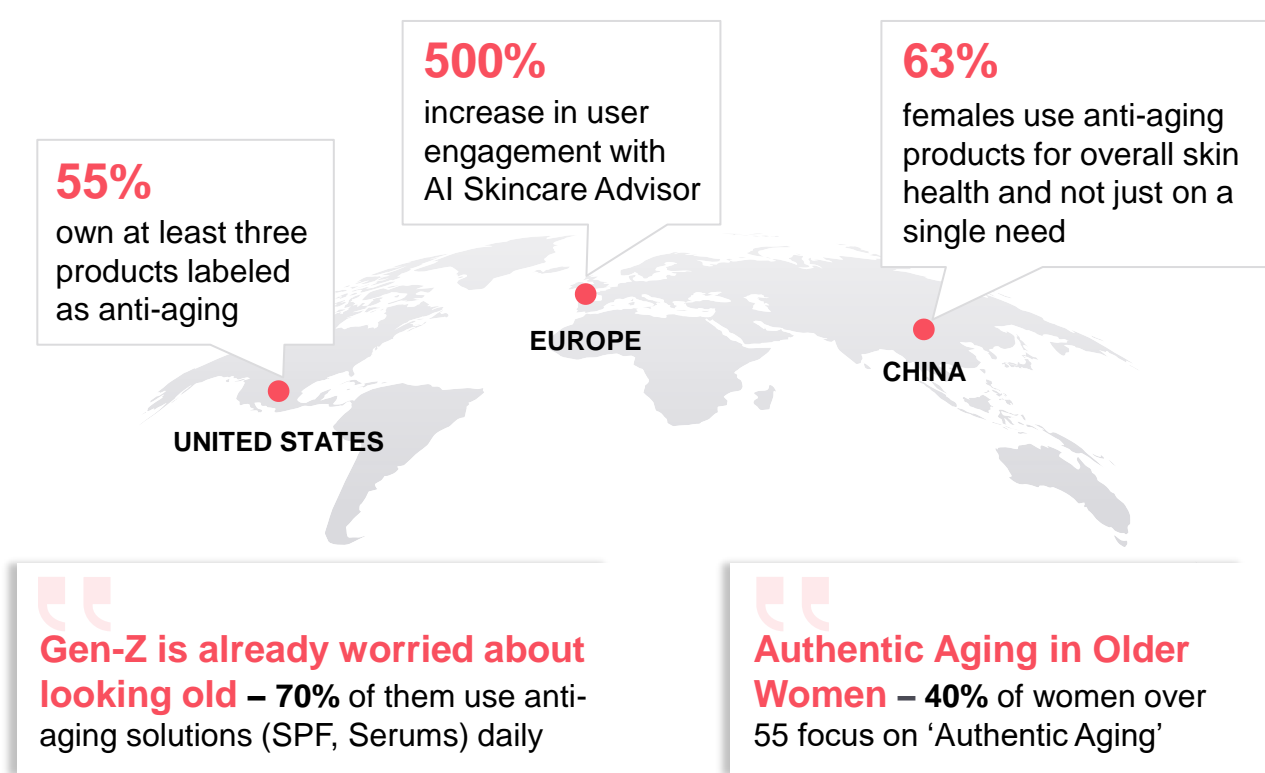 55%
own at least three
products labeled
as anti-aging
UNITED STATES
500%
increase in user
engagement with
AI Skincare Advisor
EUROPE
63%
females use anti-aging
products for overall skin
health and not just on a
single need
CHINA
Gen-Z is already worried about
looking old – 70% of them use anti-
aging solutions (SPF, Serums) daily
Authentic Aging in Older
Women – 40% of women over
55 focus on ‘Authentic Aging’